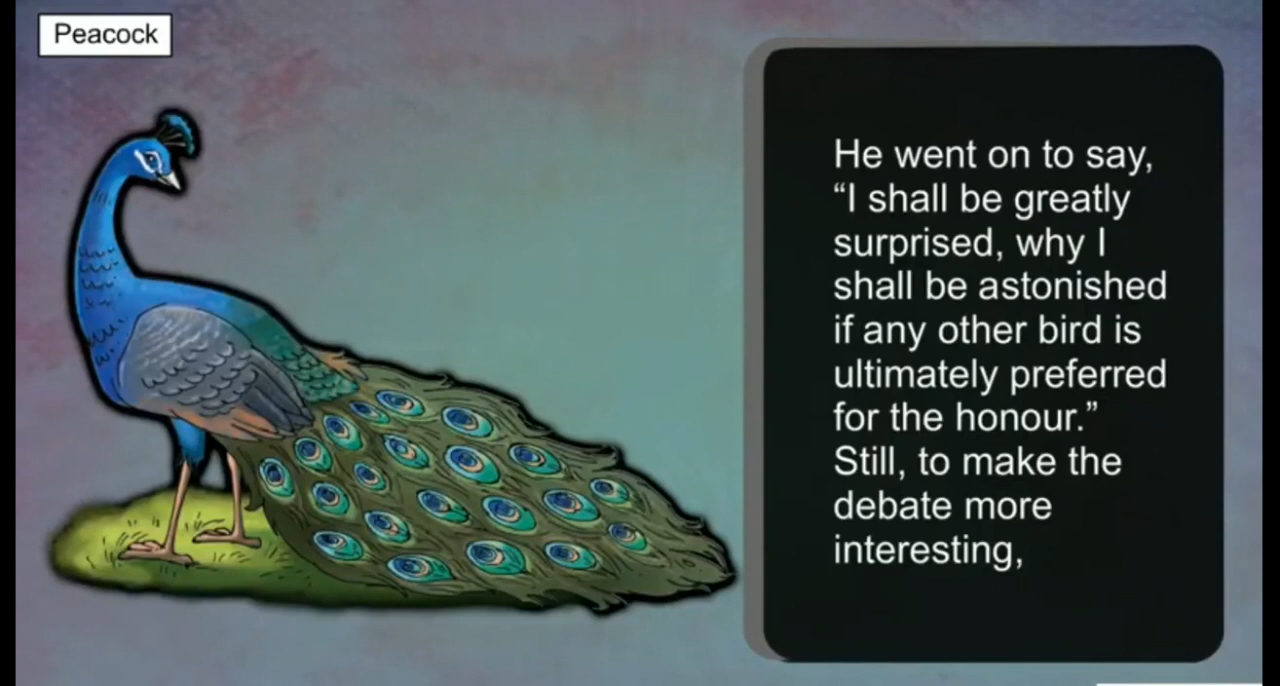 Peacock
He went on to say,
“I shall be greatly
surprised, why I
shall be astonished
if any other bird is
ultimately preferred
for the honour.”
Still, to make the
debate more
interesting,